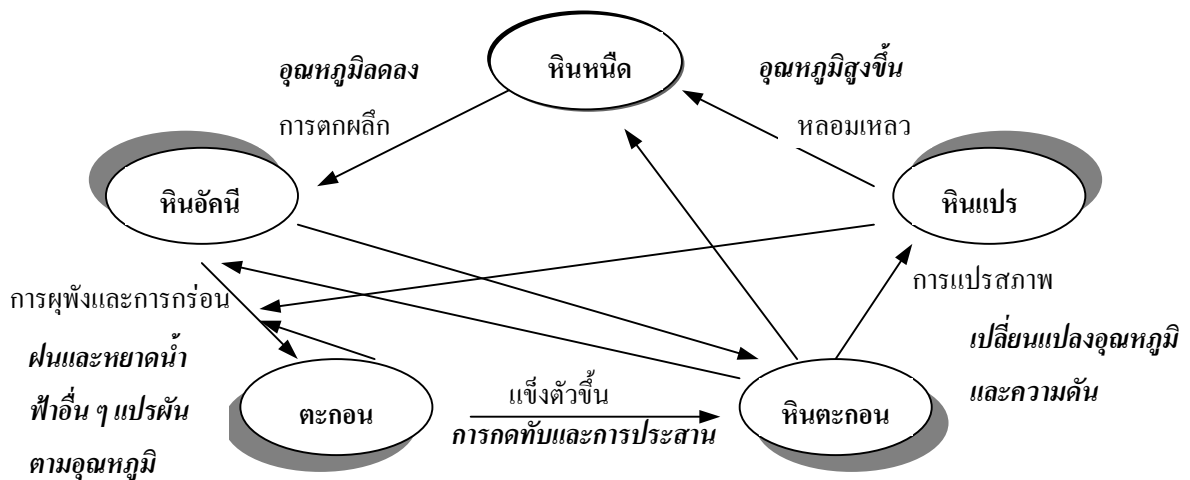 หินหนืด
อุณหภูมิลดลง
อุณหภูมิสูงขึ้น
การตกผลึก
หลอมเหลว
หินอัคนี
หินแปร
การแปรสภาพ
การผุพังและการกร่อน
เปลี่ยนแปลงอุณหภูมิ
และความดัน
ฝนและหยาดน้ำ
ฟ้าอื่น ๆ แปรผัน
ตามอุณหภูมิ
ตะกอน
แข็งตัวขึ้น
การกดทับและการประสาน
หินตะกอน